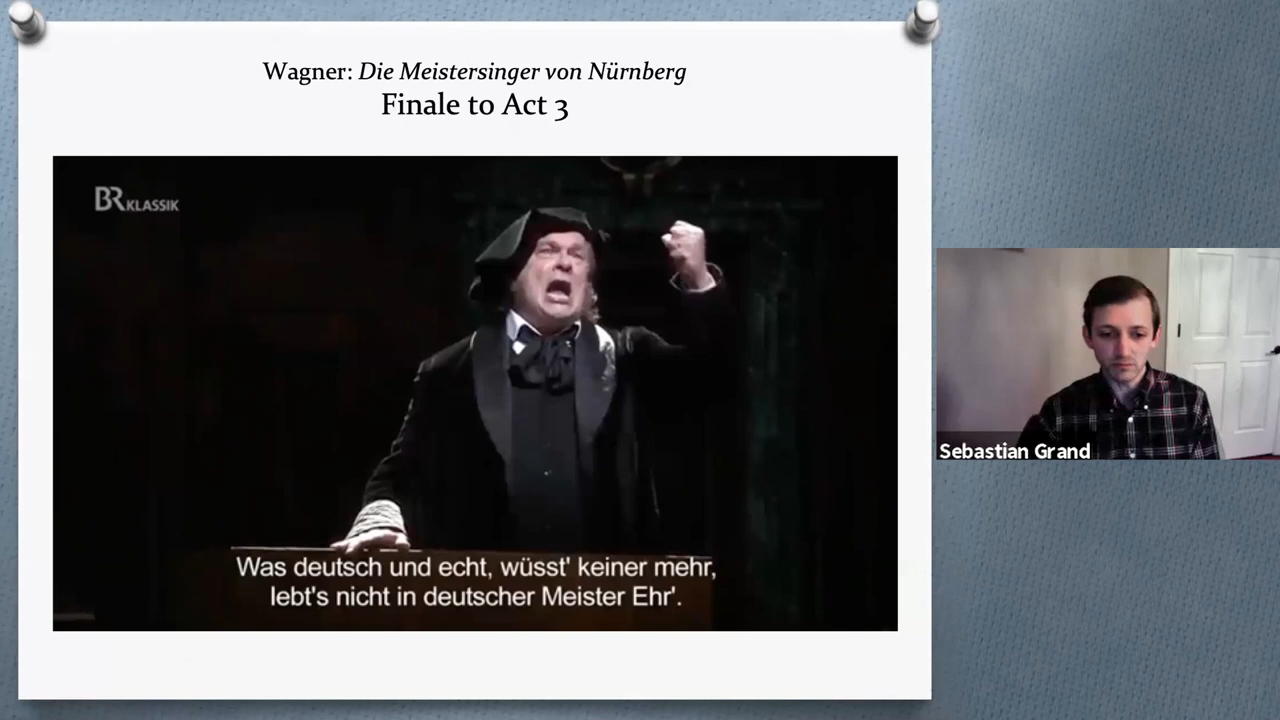 Wagner: Die Meistersinger von Nürnberg
Finale to Act 3
BR KLASSIK
Was deutsch und echt, wüsst' keiner mehr,
lebt's nicht in deutscher Meister Ehr'.
Sebastian Grand